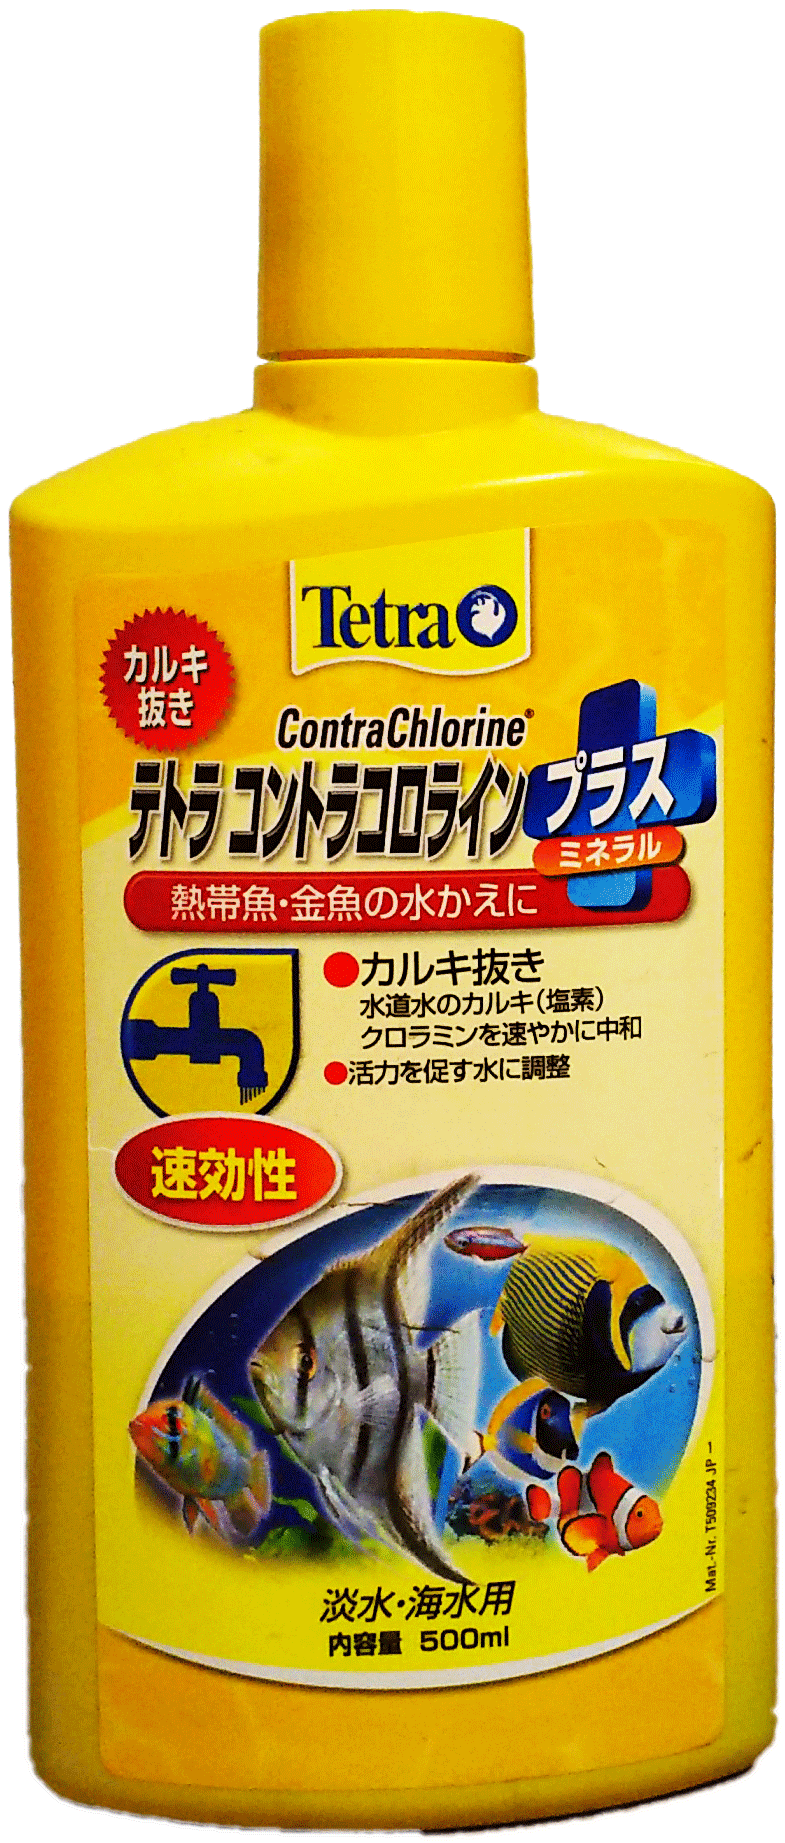 Tetra
カルキ
抜き
ContraChlorine®
テトラ コントラコロライン
プラス
ミネラル
熱帯魚・金魚の水かえに
●カルキ抜き
水道水のカルキ(塩素)
クロラミンを速やかに中和
●活力を促す水に調整
速効性
淡水・海水用
内容量 500ml
Mat.-Nr. T509234 JP –